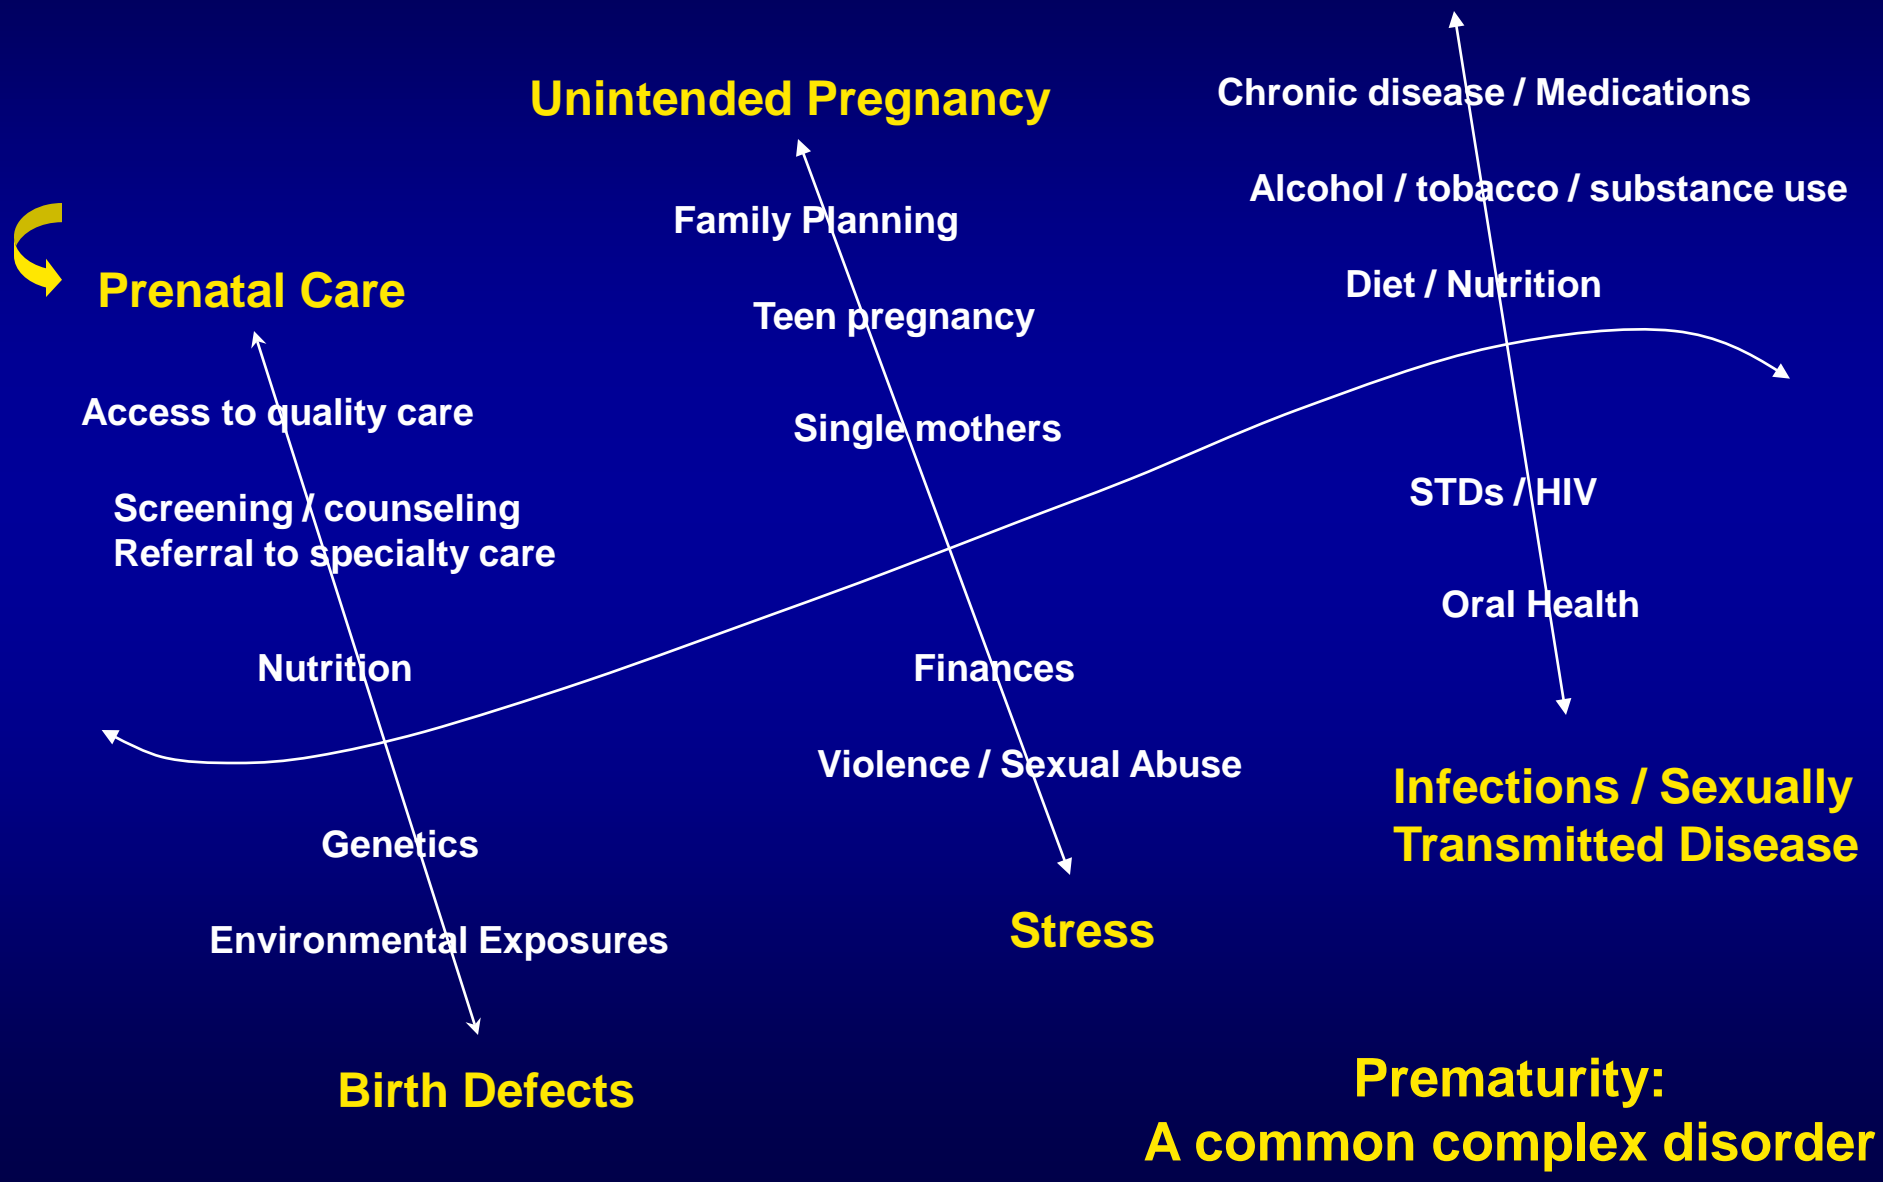 Unintended Pregnancy
Chronic disease / Medications
Alcohol / tobacco / substance use
Family Planning
Prenatal Care
Diet / Nutrition
Teen pregnancy
Access to quality care
Single mothers
STDs / HIV
Screening / counseling
Referral to specialty care
Oral Health
Nutrition
Finances
Violence / Sexual Abuse
Infections / Sexually
Transmitted Disease
Genetics
Environmental Exposures
Stress
Birth Defects
Prematurity:
A common complex disorder